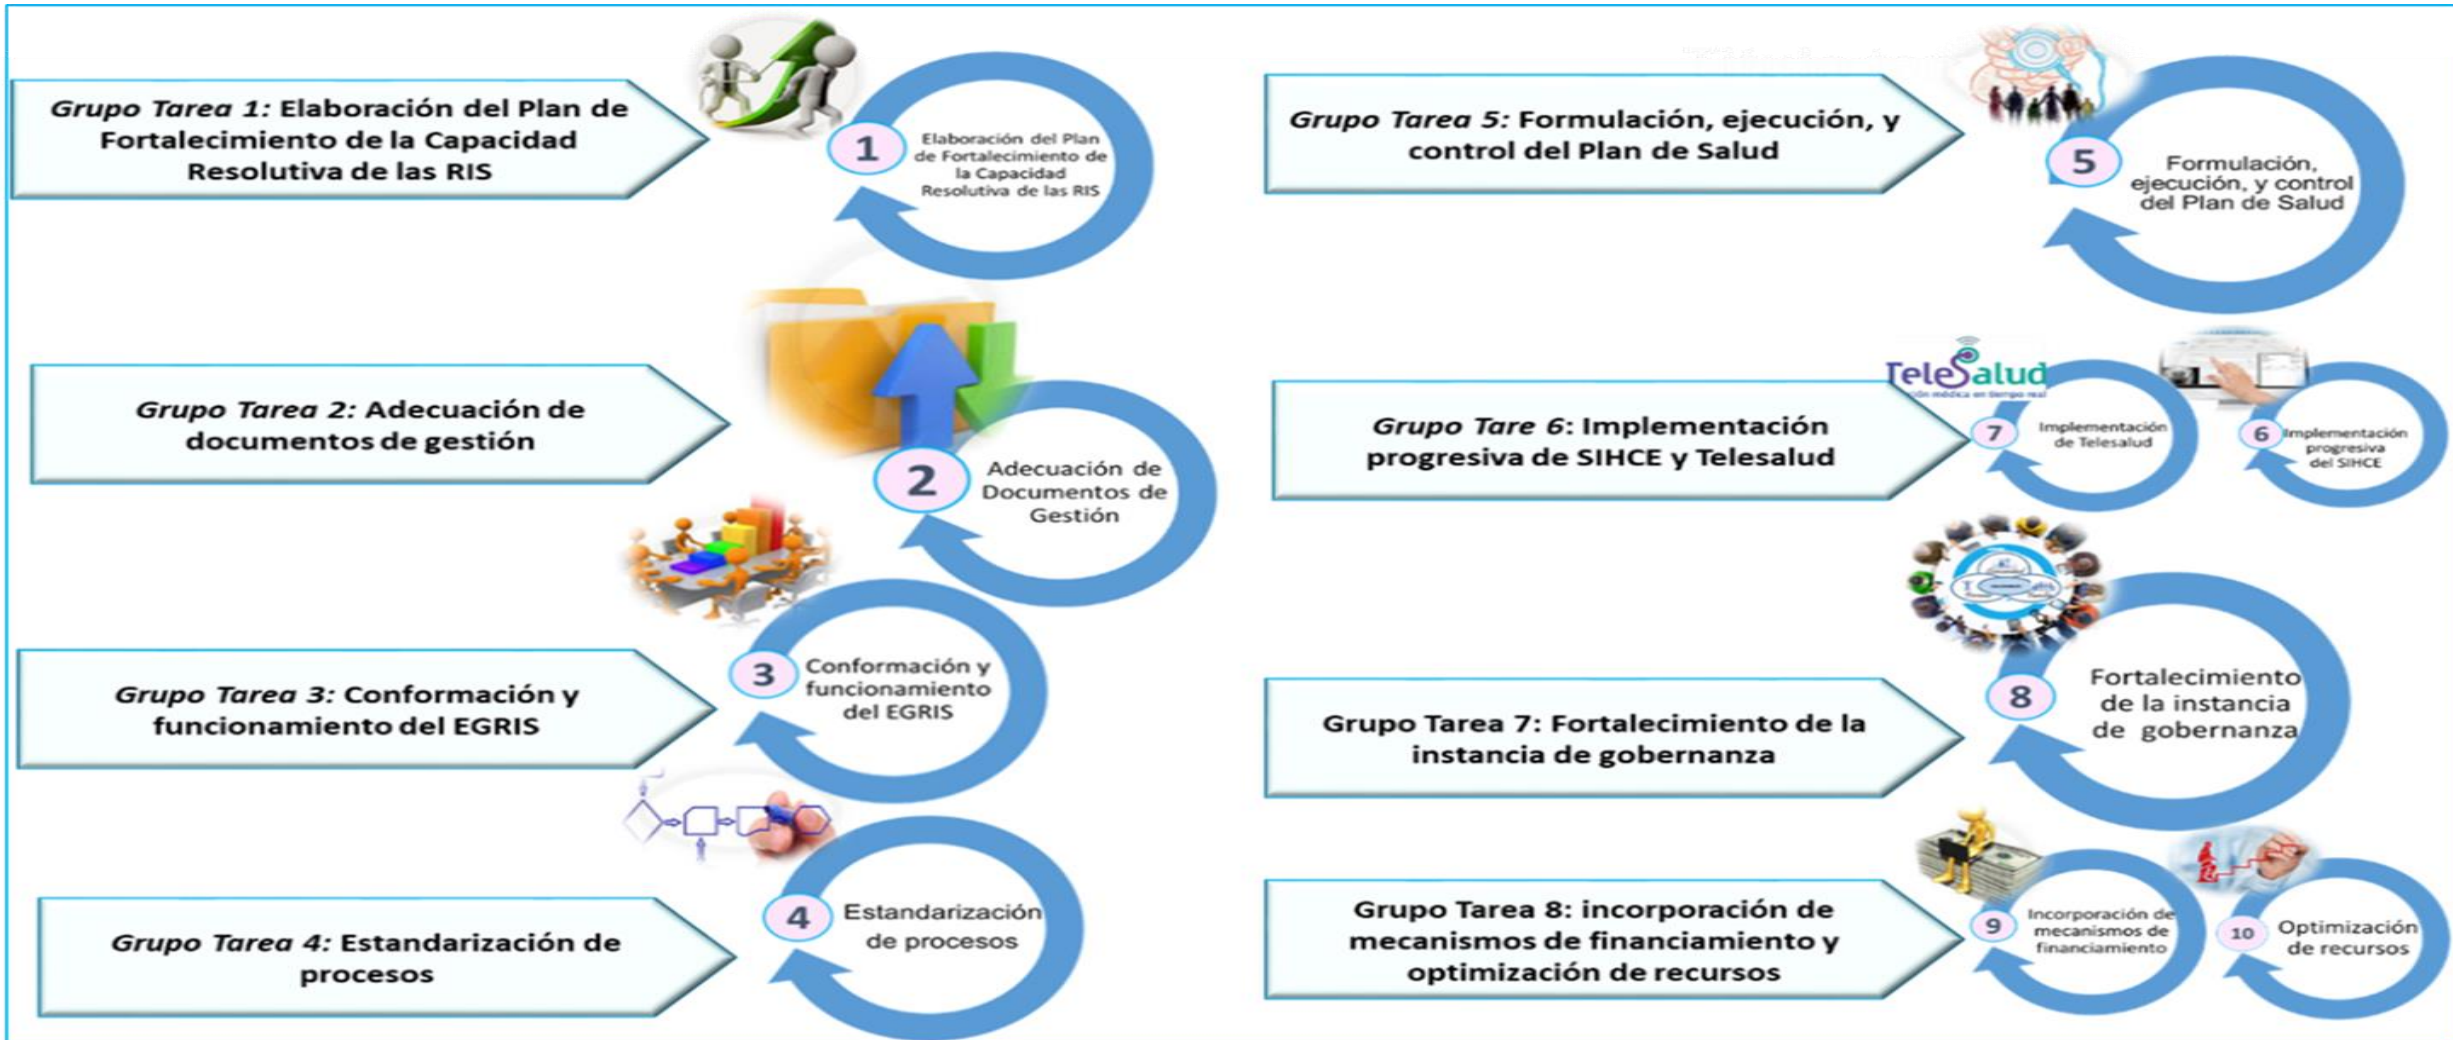 Grupo Tarea 1: Elaboración del Plan de
Fortalecimiento de la Capacidad
Resolutiva de las RIS
1
Elaboración del Plan
de Fortalecimiento de
la Capacidad
Resolutiva de las RIS
Grupo Tarea 2: Adecuación de
documentos de gestión
2
Adecuación de
Documentos de
Gestión
Grupo Tarea 3: Conformación y
funcionamiento del EGRIS
3
Conformación y
funcionamiento
del EGRIS
Grupo Tarea 4: Estandarización de
procesos
4
Estandarización
de procesos
Grupo Tarea 5: Formulación, ejecución, y
control del Plan de Salud
5
Formulación,
ejecución, y control
del Plan de Salud
Grupo Tare 6: Implementación
progresiva de SIHCE y Telesalud
TeleSalud
médica en tiempo real
7
Implementación
de Telesalud
6
Implementación
progresiva
del SIHCE
Grupo Tarea 7: Fortalecimiento de la
instancia de gobernanza
8
Fortalecimiento
de la instancia
de gobernanza
Grupo Tarea 8: incorporación de
mecanismos de financiamiento y
optimización de recursos
9
Incorporación de
mecanismos de
financiamiento
10
Optimización
de recursos